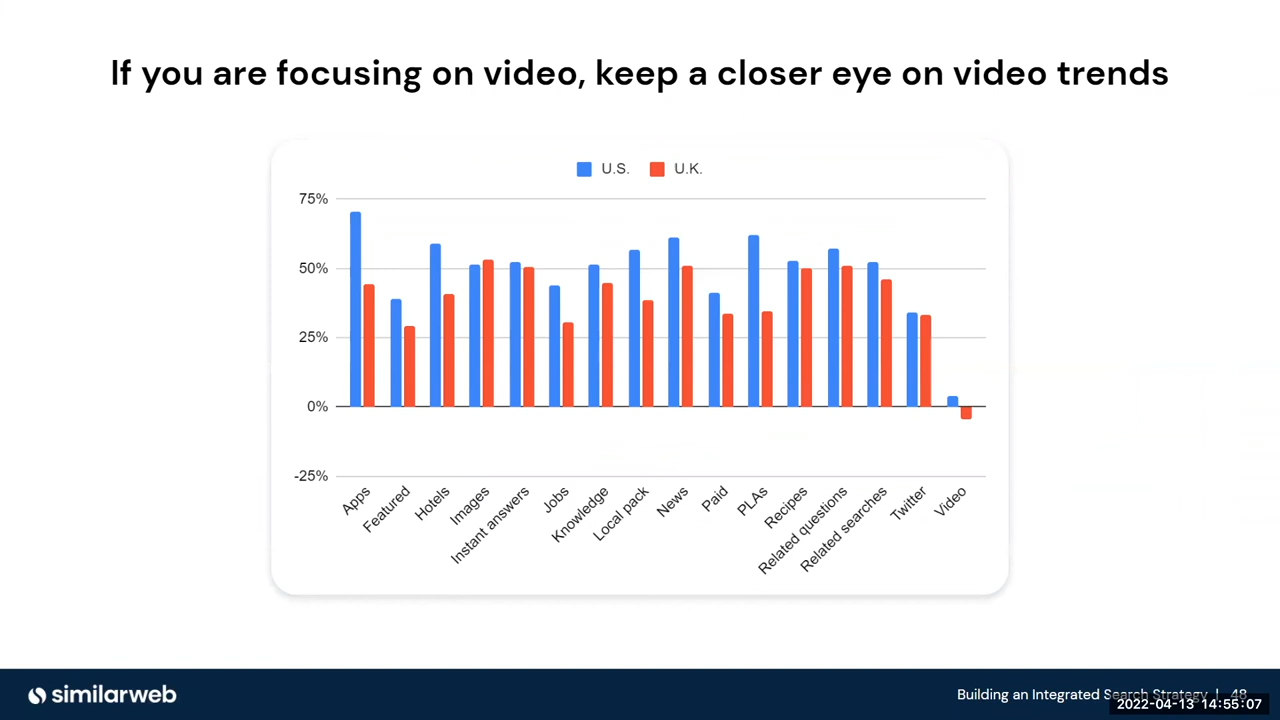 If you are focusing on video, keep a closer eye on video trends
U.S. U.K.
75%
50%
25%
0%
-25%
Apps
Featured
Hotels
Images
Instant answers
Jobs
Knowledge
Local pack
News
Paid
PLAs
Recipes
Related questions
Related searches
Twitter
Video
similarweb
Building an Integrated Search Strategy | 48
2022-04-13 14:55:07